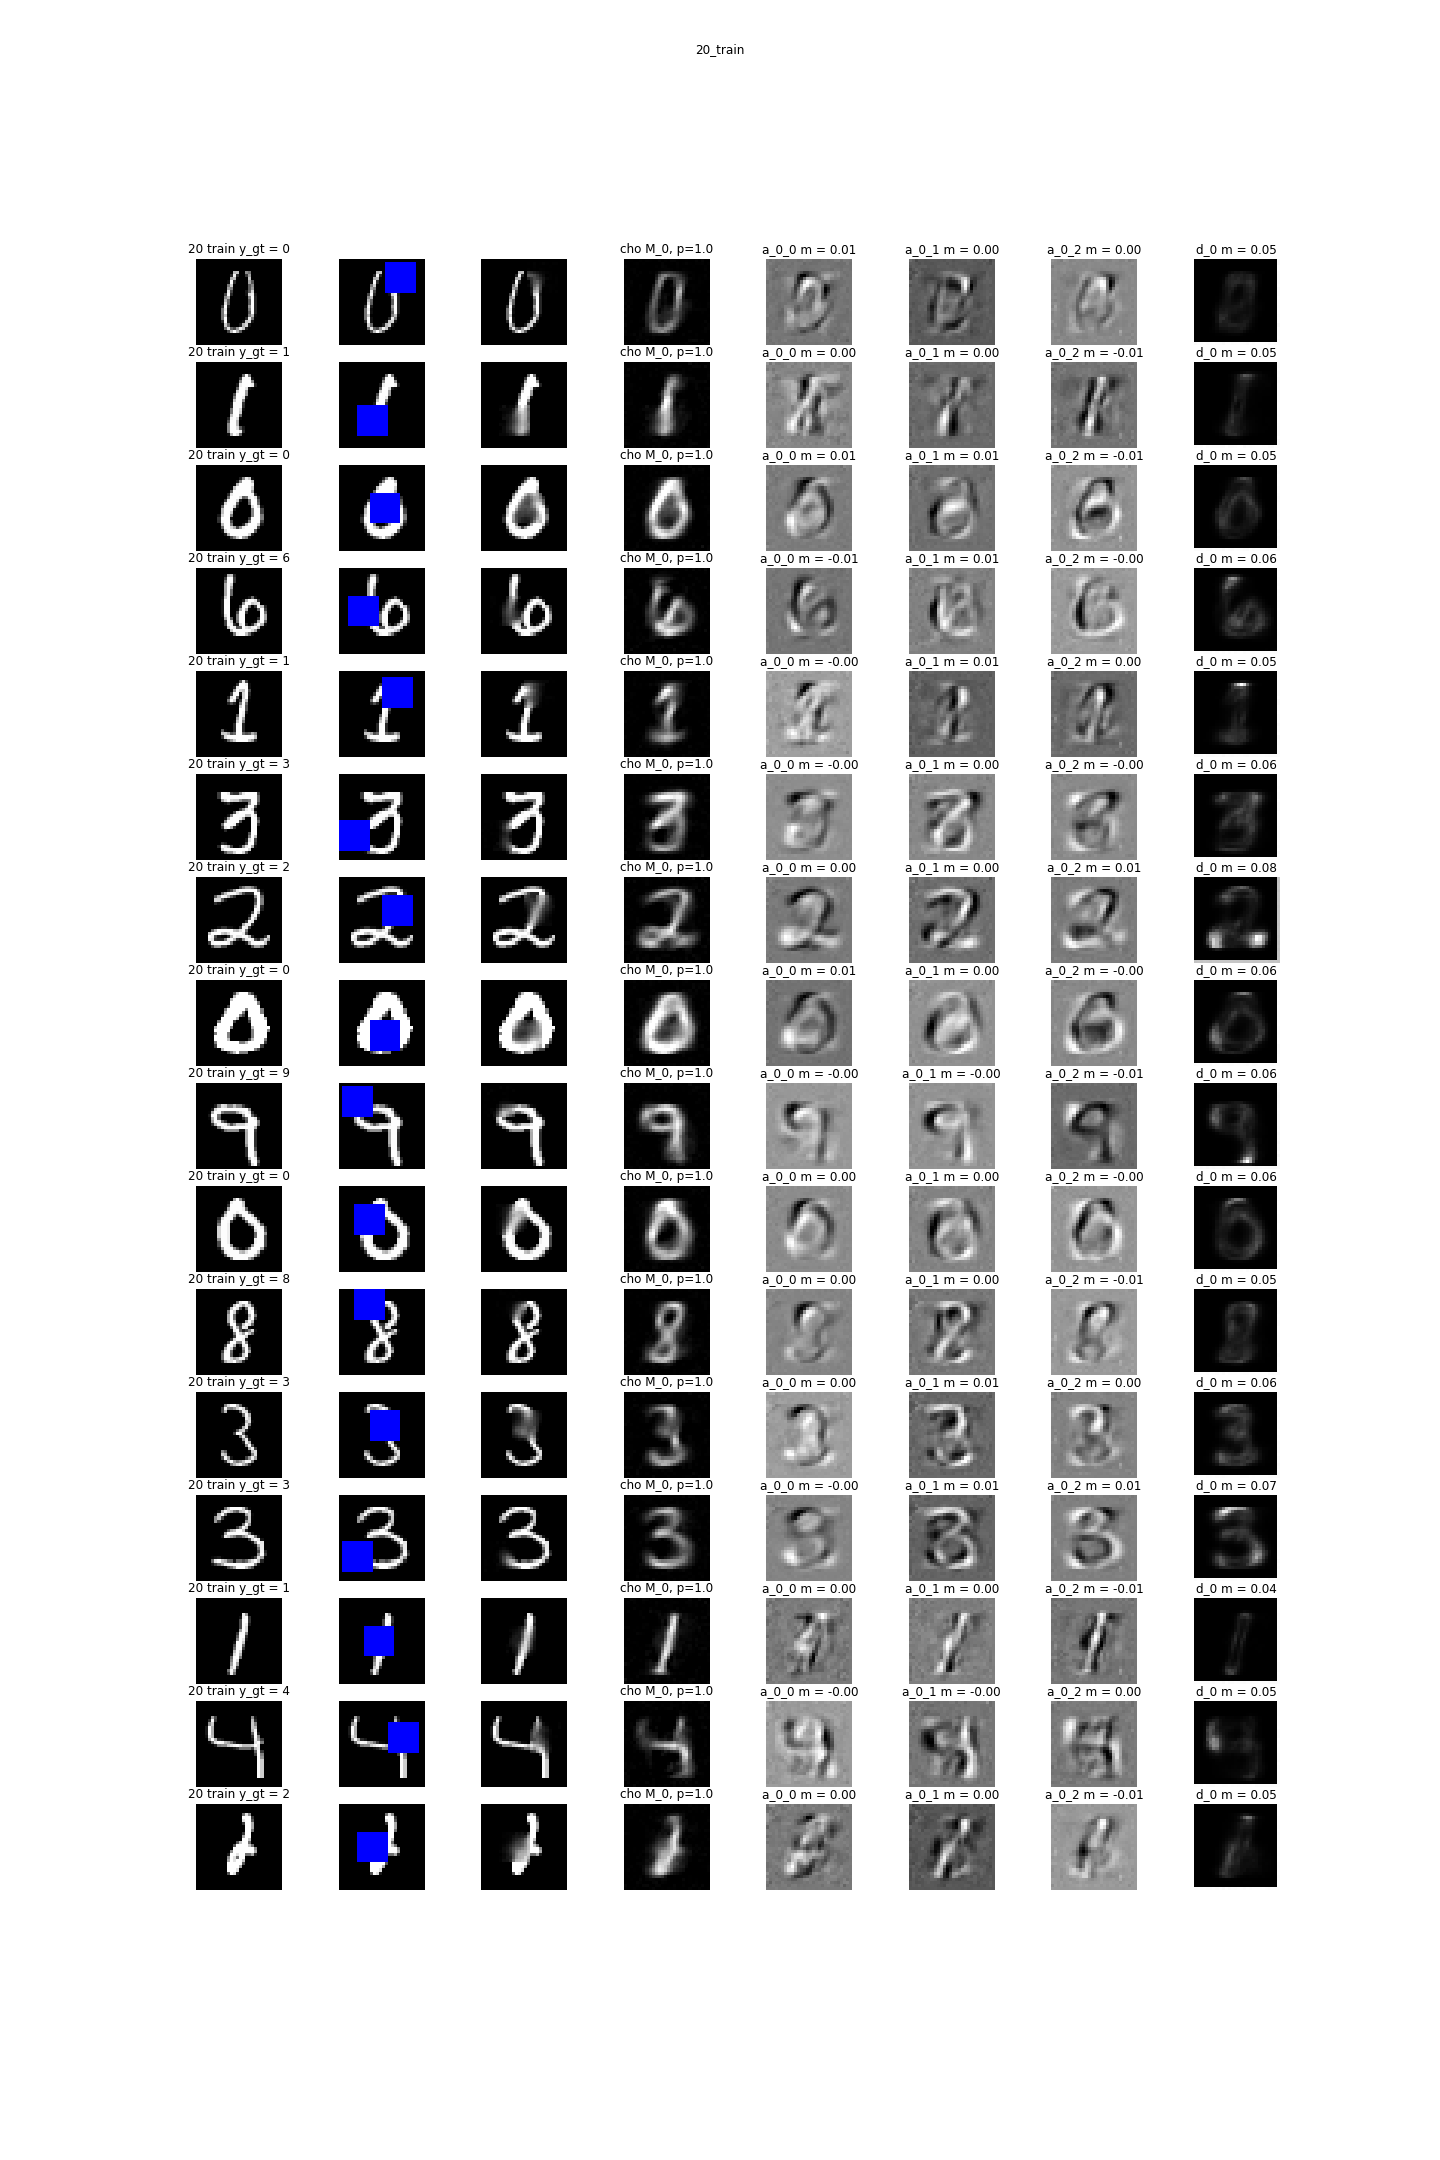 20_train
20 train y_gt = 0 cho M_0, p=1.0 a_0_0 m = 0.01 a_0_1 m = 0.00 a_0_2 m = 0.00 d_0 m = 0.05
20 train y_gt = 1 cho M_0, p=1.0 a_0_0 m = 0.00 a_0_1 m = 0.00 a_0_2 m = -0.01 d_0 m = 0.05
20 train y_gt = 0 cho M_0, p=1.0 a_0_0 m = 0.01 a_0_1 m = 0.01 a_0_2 m = -0.01 d_0 m = 0.05
20 train y_gt = 6 cho M_0, p=1.0 a_0_0 m = -0.01 a_0_1 m = 0.01 a_0_2 m = -0.00 d_0 m = 0.06
20 train y_gt = 1 cho M_0, p=1.0 a_0_0 m = -0.00 a_0_1 m = 0.01 a_0_2 m = 0.00 d_0 m = 0.05
20 train y_gt = 3 cho M_0, p=1.0 a_0_0 m = -0.00 a_0_1 m = 0.00 a_0_2 m = -0.00 d_0 m = 0.06
20 train y_gt = 2 cho M_0, p=1.0 a_0_0 m = 0.00 a_0_1 m = 0.00 a_0_2 m = 0.01 d_0 m = 0.08
20 train y_gt = 0 cho M_0, p=1.0 a_0_0 m = 0.01 a_0_1 m = 0.00 a_0_2 m = -0.00 d_0 m = 0.06
20 train y_gt = 9 cho M_0, p=1.0 a_0_0 m = -0.00 a_0_1 m = -0.00 a_0_2 m = -0.01 d_0 m = 0.06
20 train y_gt = 0 cho M_0, p=1.0 a_0_0 m = 0.00 a_0_1 m = 0.00 a_0_2 m = -0.00 d_0 m = 0.06
20 train y_gt = 8 cho M_0, p=1.0 a_0_0 m = 0.00 a_0_1 m = 0.00 a_0_2 m = -0.01 d_0 m = 0.05
20 train y_gt = 3 cho M_0, p=1.0 a_0_0 m = 0.00 a_0_1 m = 0.01 a_0_2 m = 0.00 d_0 m = 0.06
20 train y_gt = 3 cho M_0, p=1.0 a_0_0 m = -0.00 a_0_1 m = 0.01 a_0_2 m = 0.01 d_0 m = 0.07
20 train y_gt = 1 cho M_0, p=1.0 a_0_0 m = 0.00 a_0_1 m = 0.00 a_0_2 m = -0.01 d_0 m = 0.04
20 train y_gt = 4 cho M_0, p=1.0 a_0_0 m = -0.00 a_0_1 m = -0.00 a_0_2 m = 0.00 d_0 m = 0.05
20 train y_gt = 2 cho M_0, p=1.0 a_0_0 m = 0.00 a_0_1 m = 0.00 a_0_2 m = -0.01 d_0 m = 0.05